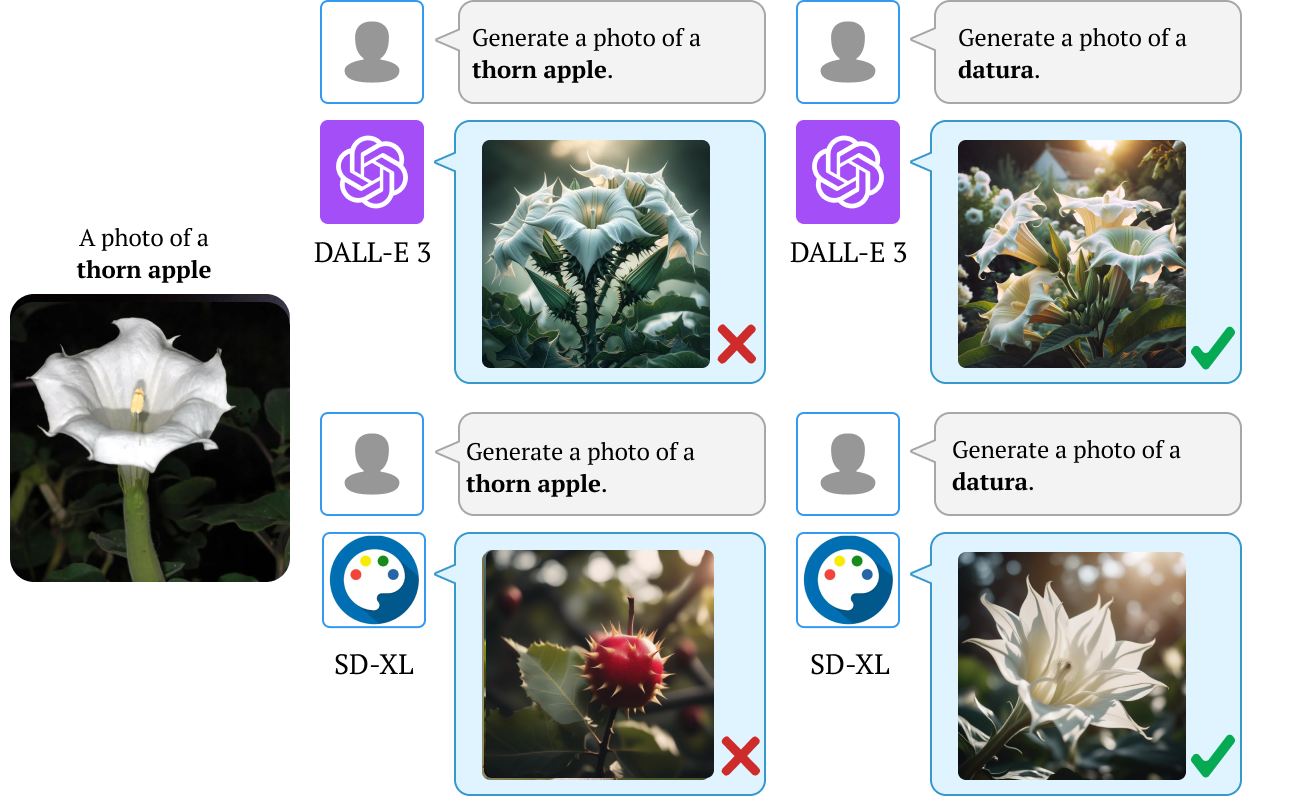 A photo of a
thorn apple
Generate a photo of a
thorn apple.
DALL-E 3
Generate a photo of a
datura.
DALL-E 3
Generate a photo of a
thorn apple.
SD-XL
Generate a photo of a
datura.
SD-XL